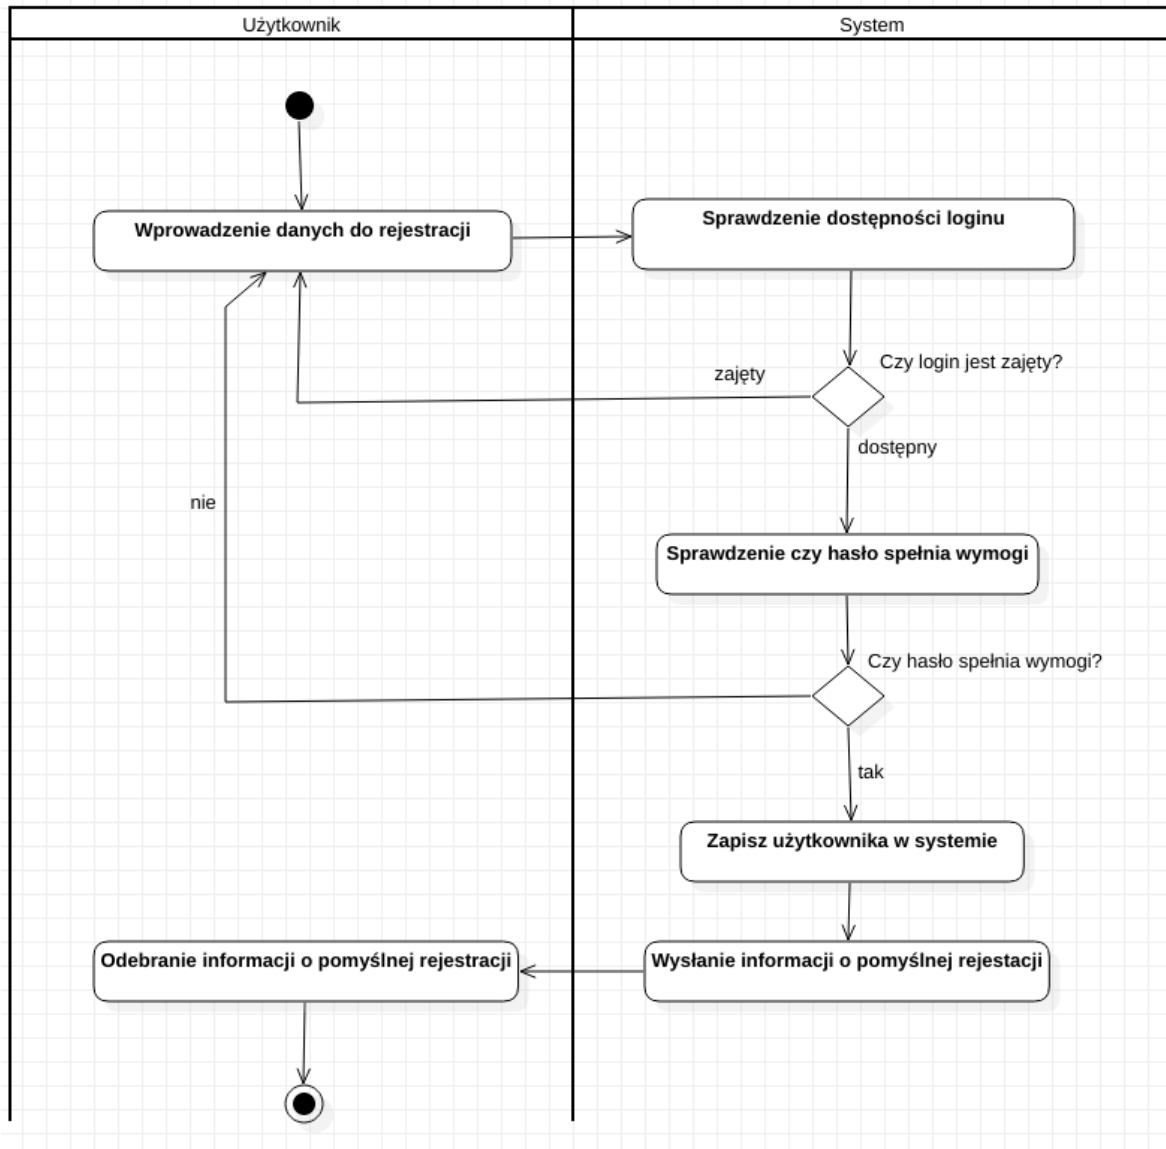 Użytkownik
System
Wprowadzenie danych do rejestracji
Sprawdzenie dostępności loginu
Czy login jest zajęty?
zajęty
dostępny
nie
Sprawdzenie czy hasło spełnia wymogi
Czy hasło spełnia wymogi?
tak
Zapisz użytkownika w systemie
Odebranie informacji o pomyślnej rejestracji
Wysłanie informacji o pomyślnej rejestacji